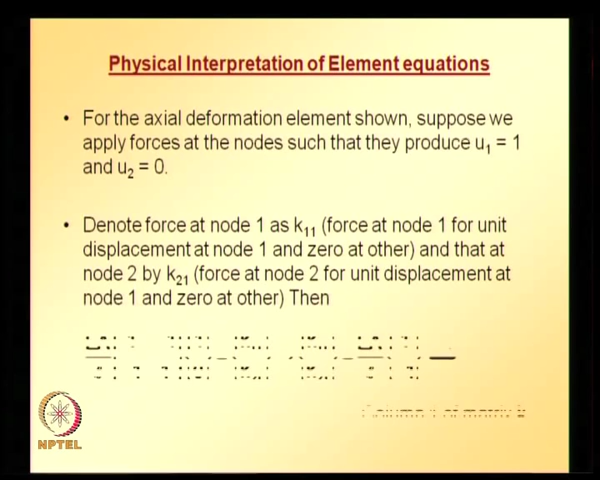 Physical Interpretation of Element equations
• For the axial deformation element shown, suppose we
apply forces at the nodes such that they produce u₁ = 1
and u₂ = 0.
• Denote force at node 1 as k₁₁ (force at node 1 for unit
displacement at node 1 and zero at other) and that at
node 2 by k₂₁ (force at node 2 for unit displacement at
node 1 and zero at other) Then
NPTEL